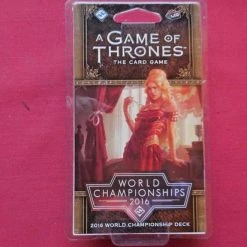 A GAME OF THRONES
THE CARD GAME
WORLD
CHAMPIONSHIPS
2016
2016 WORLD CHAMPIONSHIP DECK